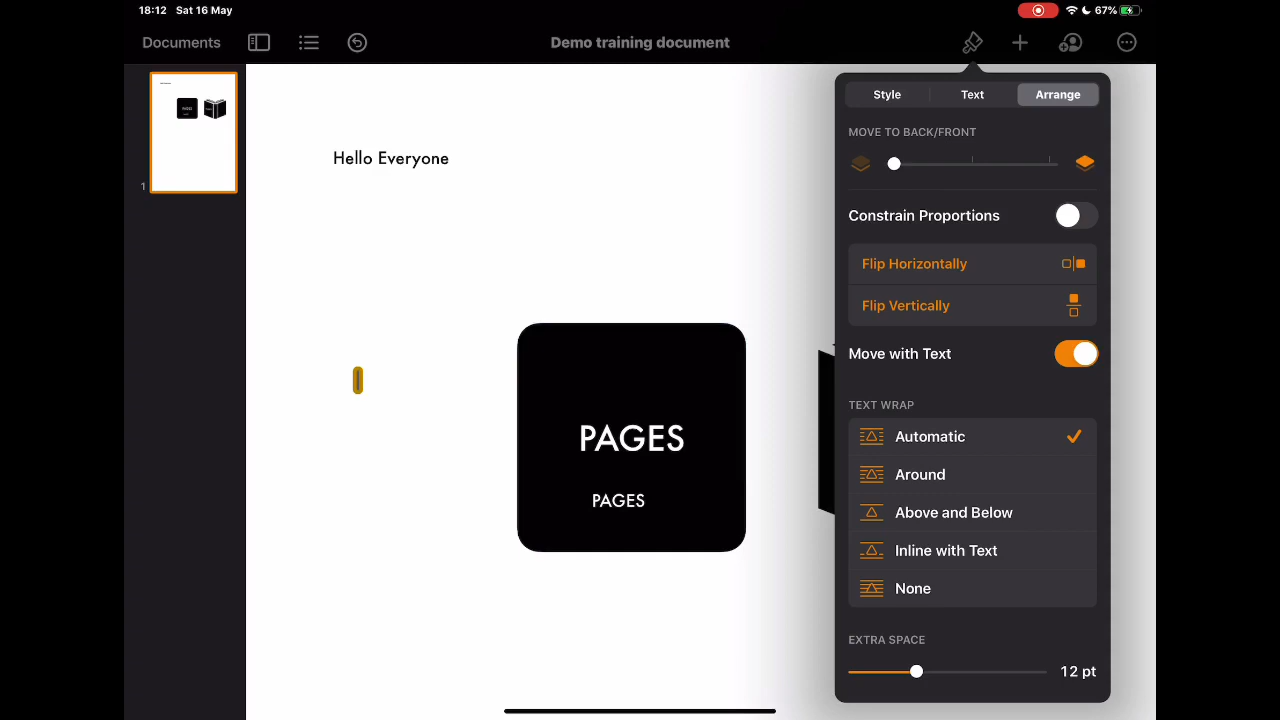 18:12 Sat 16 May 67%
Documents Demo training document
Style Text Arrange
MOVE TO BACK/FRONT
Hello Everyone
Constrain Proportions
Flip Horizontally
Flip Vertically
Move with Text
TEXT WRAP
Automatic
Around
Above and Below
Inline with Text
None
PAGES
PAGES
EXTRA SPACE
12 pt
1